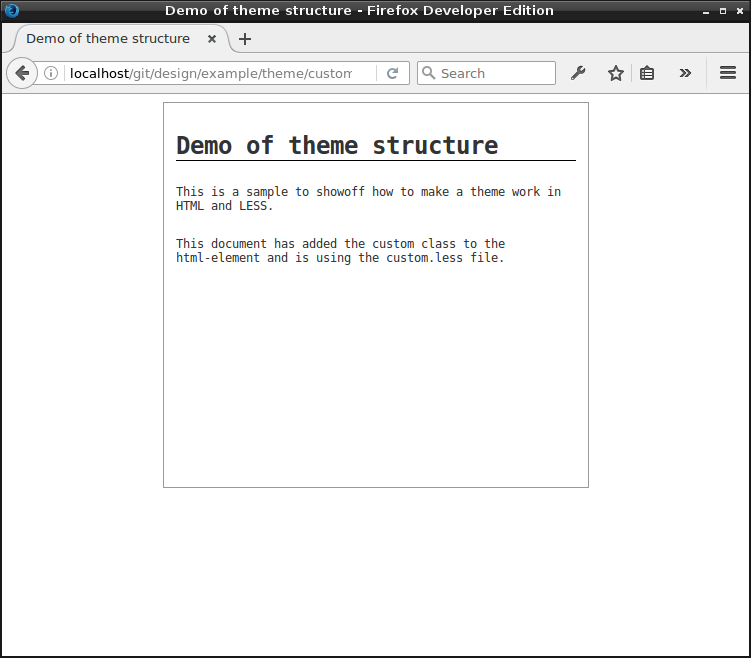 Demo of theme structure - Firefox Developer Edition
Demo of theme structure
localhost/git/design/example/theme/custom
Search
Demo of theme structure
This is a sample to showoff how to make a theme work in
HTML and LESS.
This document has added the custom class to the
html-element and is using the custom.less file.